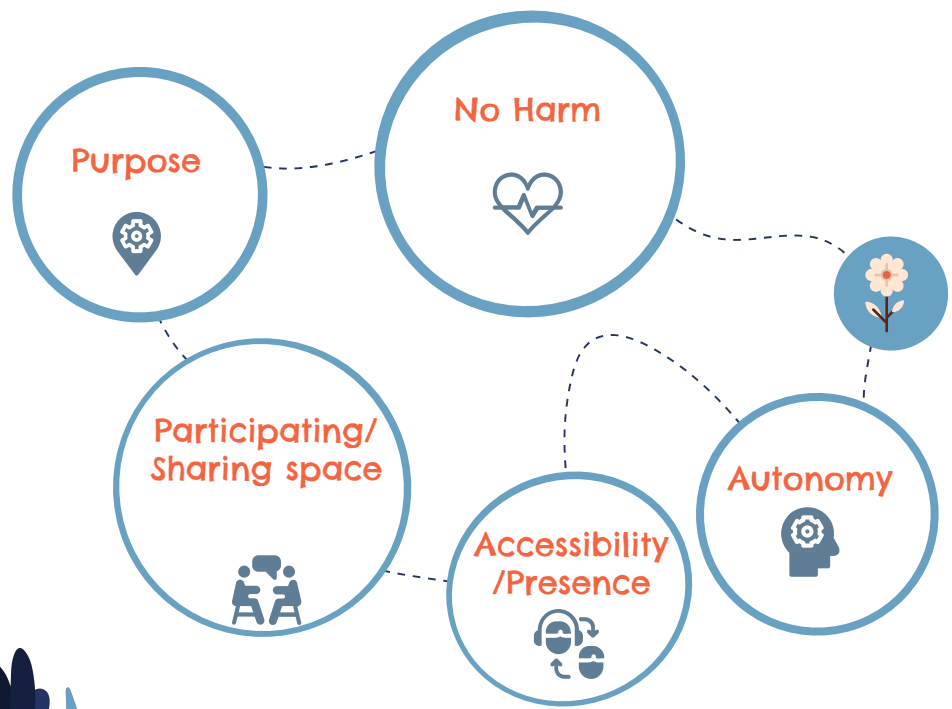 No Harm
Purpose
Participating/
Sharing space
Autonomy
Accessibility
/Presence